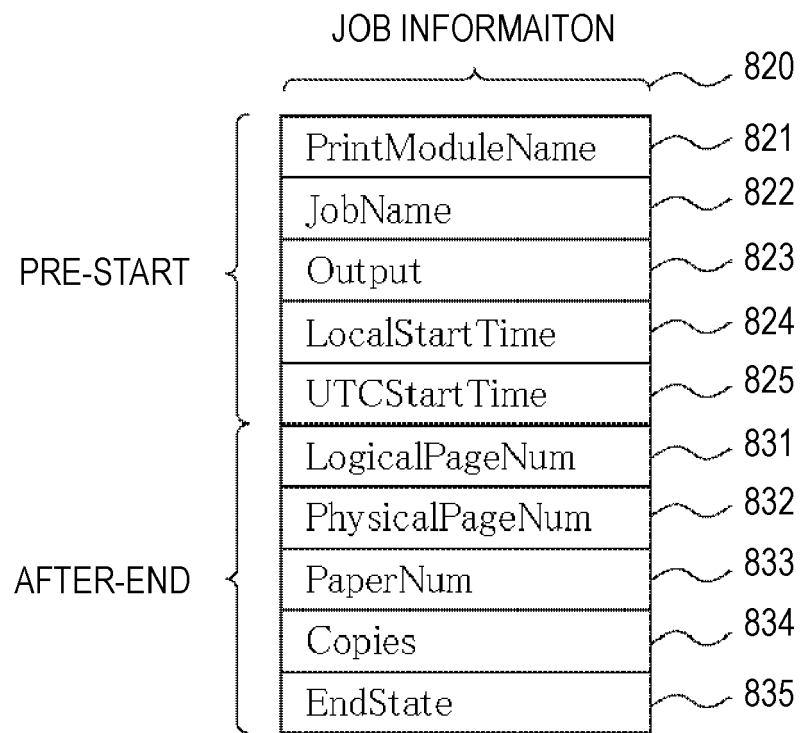 JOB INFORMAITON
820
PrintModuleName 821
JobName 822
PRE-START Output 823
LocalStartTime 824
UTCStartTime 825
LogicalPageNum 831
PhysicalPageNum 832
AFTER-END PaperNum 833
Copies 834
EndState 835